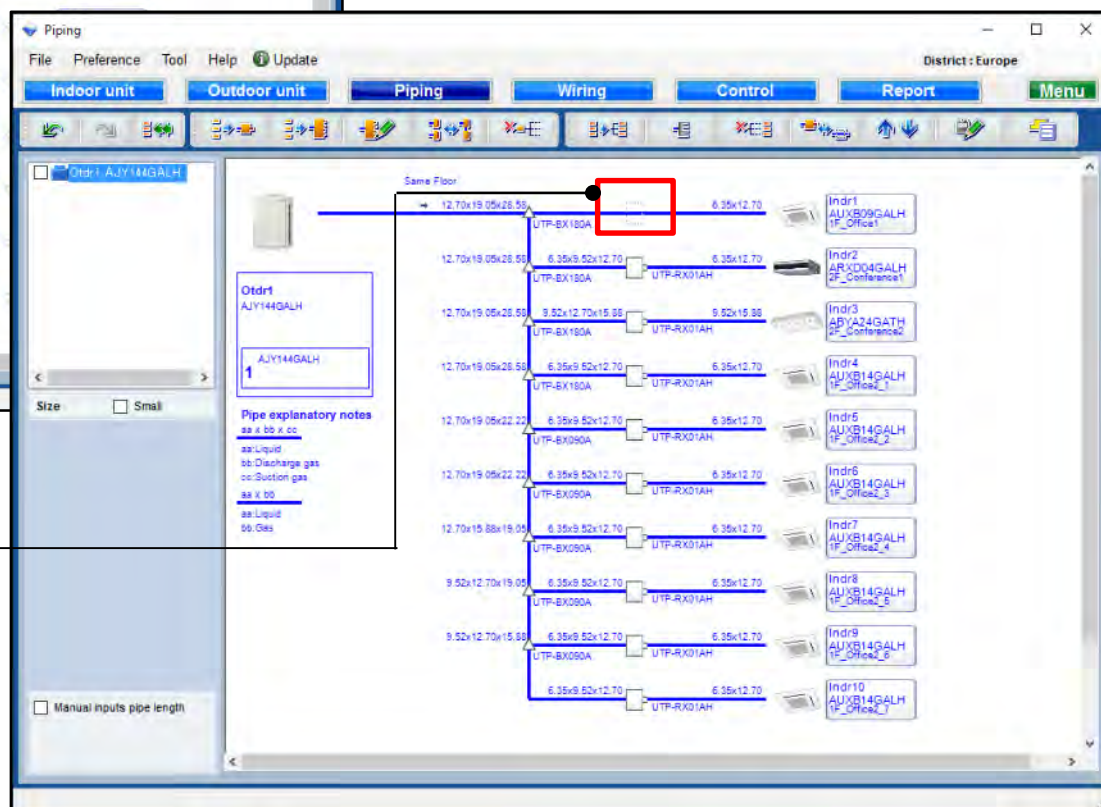 Piping
File Preference Tool Help Update District : Europe
Indoor unit Outdoor unit Piping Wiring Control Report Menu
Otdr1 AJY144GALH
Size Small
Manual inputs pipe length
Same Floor
12.70x19.05x28.58 6.35x12.70
UTP-BX180A
Indr1
AUXB09GALH
1F_Office1
12.70x19.05x28.58 6.35x9.52x12.70 6.35x12.70
UTP-BX180A UTP-RX01AH
Indr2
ARXD04GALH
2F_Conference1
Otdr1
AJY144GALH
AJY144GALH
1
12.70x19.05x28.58 9.52x12.70x15.88 9.52x15.88
UTP-BX180A UTP-RX01AH
Indr3
ABYA24GATH
2F_Conference2
12.70x19.05x28.58 6.35x9.52x12.70 6.35x12.70
UTP-BX180A UTP-RX01AH
Indr4
AUXB14GALH
1F_Office2_1
Pipe explanatory notes
aa x bb x cc
aa:Liquid
bb:Discharge gas
cc:Suction gas
aa x bb
aa:Liquid
bb:Gas
12.70x19.05x22.22 6.35x9.52x12.70 6.35x12.70
UTP-BX090A UTP-RX01AH
Indr5
AUXB14GALH
1F_Office2_2
12.70x19.05x22.22 6.35x9.52x12.70 6.35x12.70
UTP-BX090A UTP-RX01AH
Indr6
AUXB14GALH
1F_Office2_3
12.70x15.88x19.05 6.35x9.52x12.70 6.35x12.70
UTP-BX090A UTP-RX01AH
Indr7
AUXB14GALH
1F_Office2_4
9.52x12.70x19.05 6.35x9.52x12.70 6.35x12.70
UTP-BX090A UTP-RX01AH
Indr8
AUXB14GALH
1F_Office2_5
9.52x12.70x15.88 6.35x9.52x12.70 6.35x12.70
UTP-BX090A UTP-RX01AH
Indr9
AUXB14GALH
1F_Office2_6
6.35x9.52x12.70 6.35x12.70
UTP-RX01AH
Indr10
AUXB14GALH
1F_Office2_7